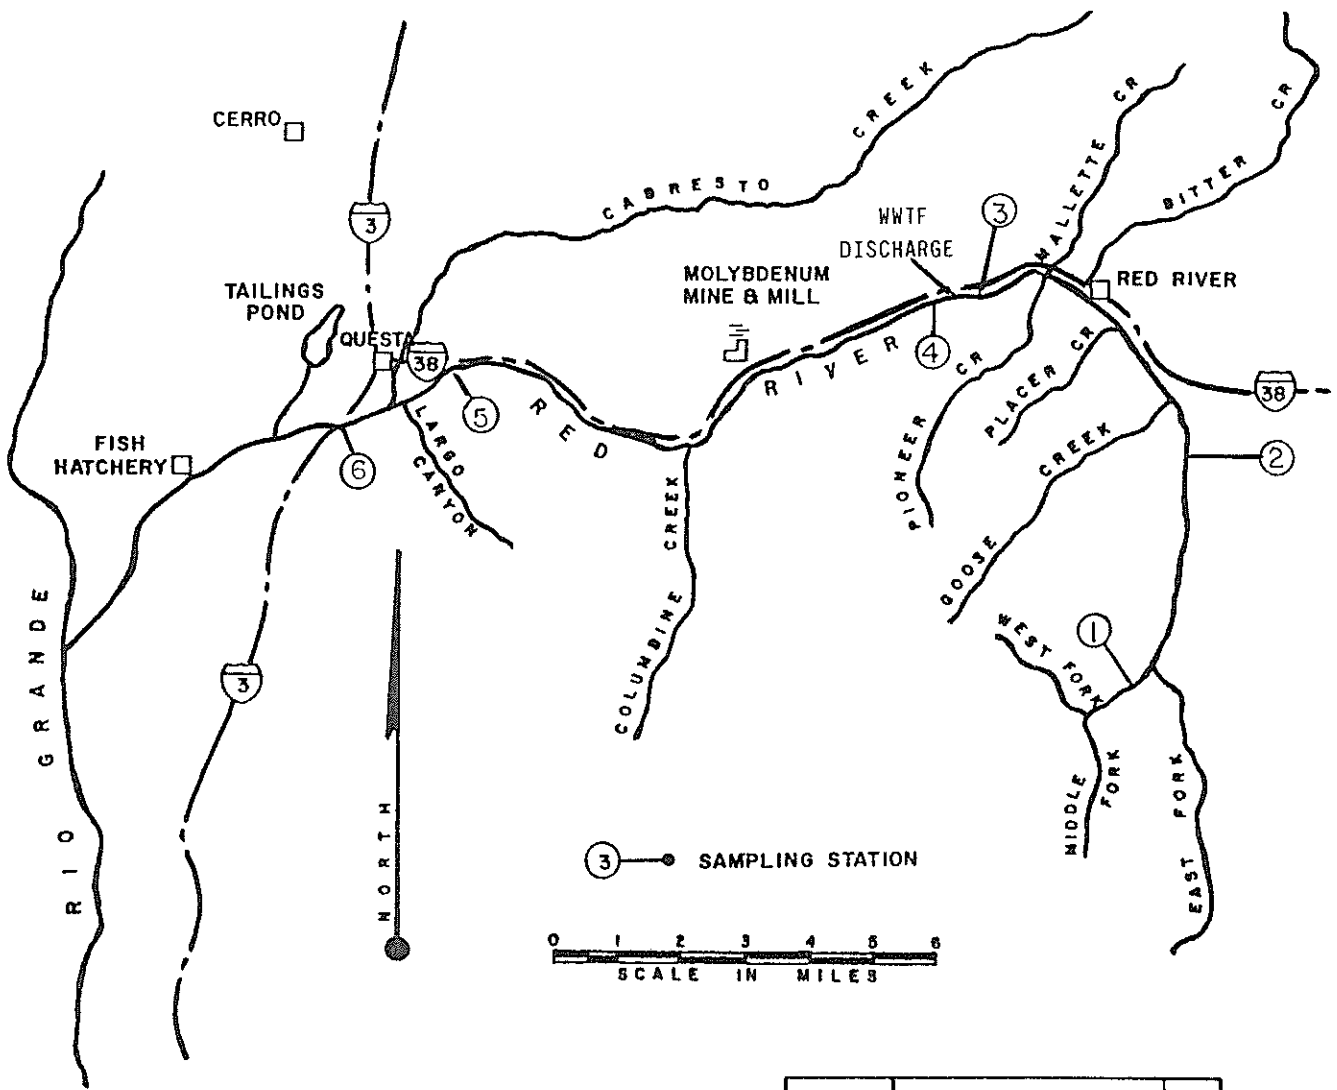 CERRO
3
CABRESTO CREEK
MALLETTE CR
BITTER CR
WWTF
DISCHARGE
3
MOLYBDENUM
MINE & MILL
RED RIVER
TAILINGS
POND
QUESTA
38
RED RIVER
4
PIONEER CR
PLACER CR
38
5
LARGO
CANYON
FISH
HATCHERY
6
GOOSE CREEK
2
COLUMBINE CREEK
1
WEST FORK
MIDDLE
FORK
EAST FORK
RIO GRANDE
3
NORTH
3 SAMPLING STATION
0 1 2 3 4 5 6
SCALE IN MILES